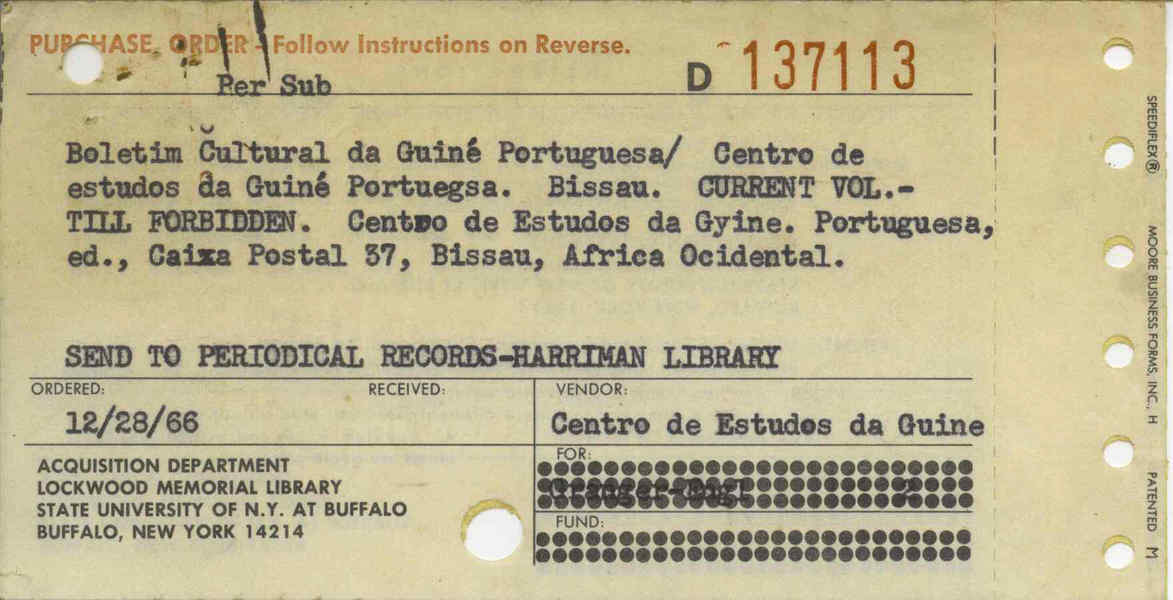 PURCHASE ORDER - Follow Instructions on Reverse.
D 137113
Per Sub
Boletim Cultural da Guiné Portuguesa/ Centro de
estudos da Guiné Portuegsa. Bissau. CURRENT VOL.-
TILL FORBIDDEN. Centro de Estudos da Gyine. Portuguesa,
ed., Caixa Postal 37, Bissau, Africa Ocidental.
SEND TO PERIODICAL RECORDS-HARRIMAN LIBRARY
ORDERED: RECEIVED: VENDOR:
12/28/66 Centro de Estudos da Guine
ACQUISITION DEPARTMENT
LOCKWOOD MEMORIAL LIBRARY
STATE UNIVERSITY OF N.Y. AT BUFFALO
BUFFALO, NEW YORK 14214
FOR:
Granger-Engl 2
FUND:
SPEEDIFLEX® MOORE BUSINESS FORMS, INC., H PATENTED M